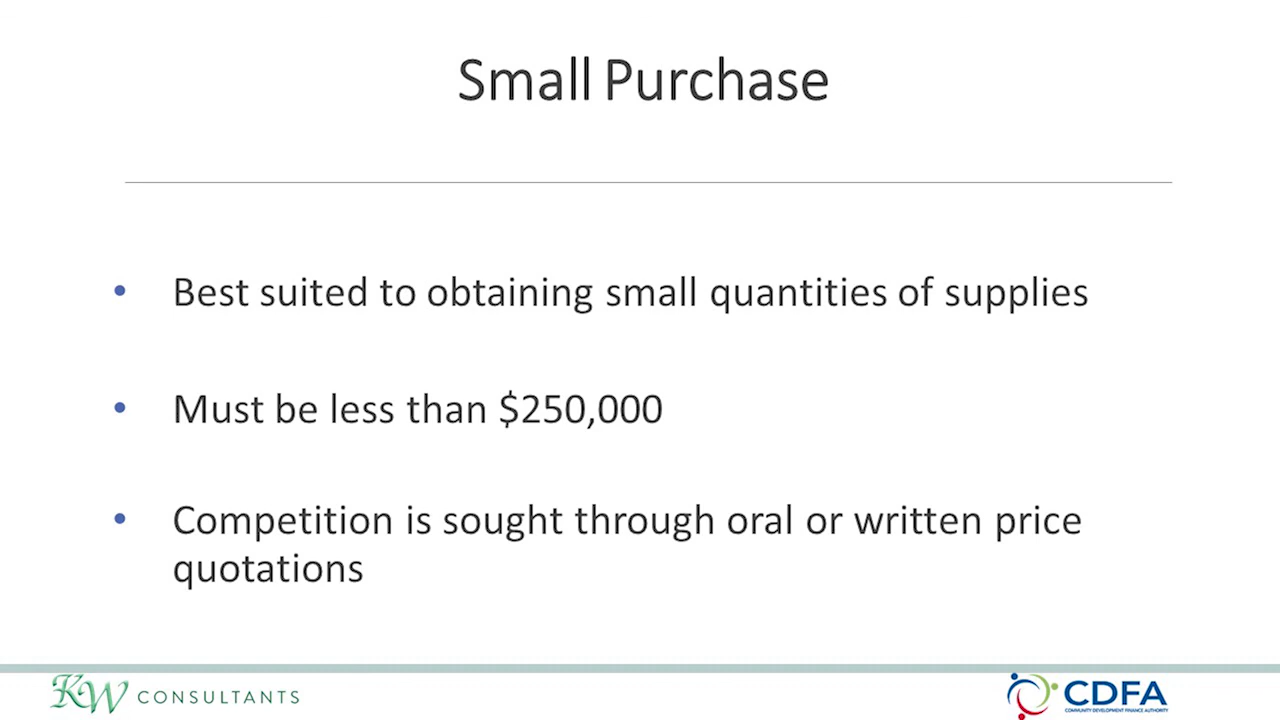 Small Purchase
• Best suited to obtaining small quantities of supplies
• Must be less than $250,000
• Competition is sought through oral or written price
quotations
KW CONSULTANTS
CDFA
COMMUNITY DEVELOPMENT FINANCE AUTHORITY